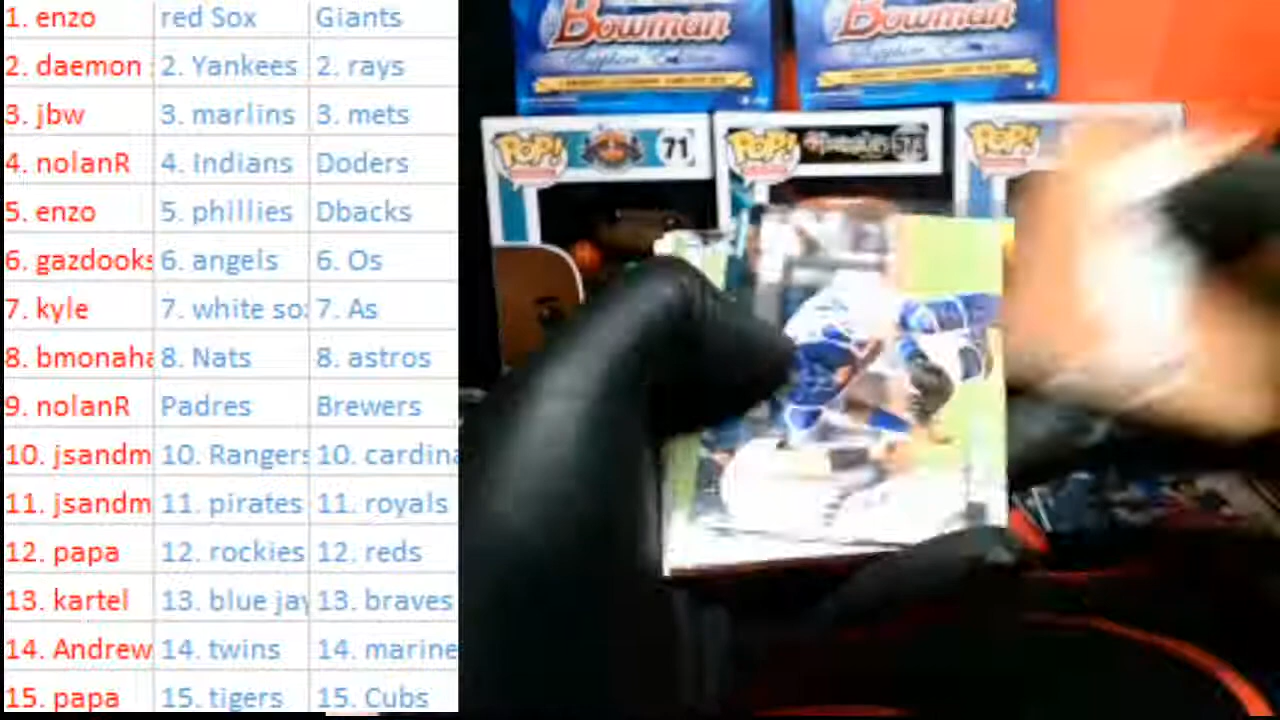 1. enzo red Sox Giants
2. daemon 2. Yankees 2. rays
3. jbw 3. marlins 3. mets
4. nolanR 4. indians Doders
5. enzo 5. phillies Dbacks
6. gazdooks 6. angels 6. Os
7. kyle 7. white so 7. As
8. bmonaha 8. Nats 8. astros
9. nolanR Padres Brewers
10. jsandm 10. Rangers 10. cardina
11. jsandm 11. pirates 11. royals
12. papa 12. rockies 12. reds
13. kartel 13. blue jay 13. braves
14. Andrew 14. twins 14. marine
15. papa 15. tigers 15. Cubs
Bowman Bowman
POP! 71 POP! POP!